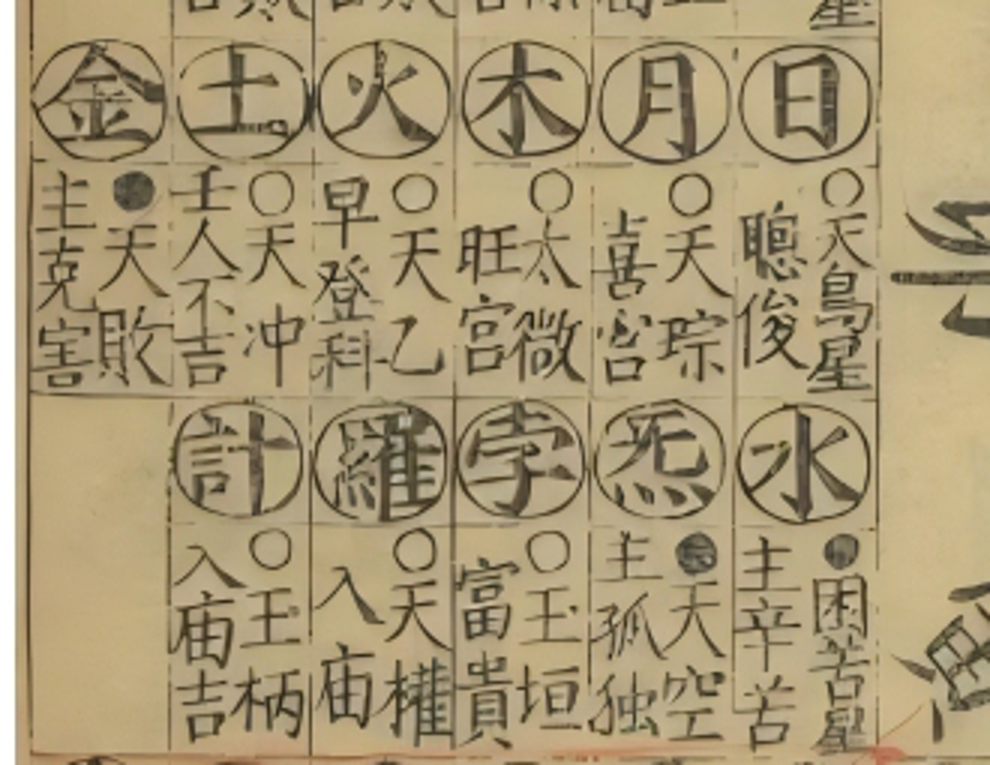 日
○天鳥星
聰俊
月
○天琮
喜
木
○太微
旺宮
火
○天乙
早登科
土
○天冲
壬人不吉
金
●天敗
主克害
水
●困苦星
主辛苦
炁
●天空
主孤独
孛
○玉垣
富貴
羅
○天權
入庙
計
○玉柄
入庙吉